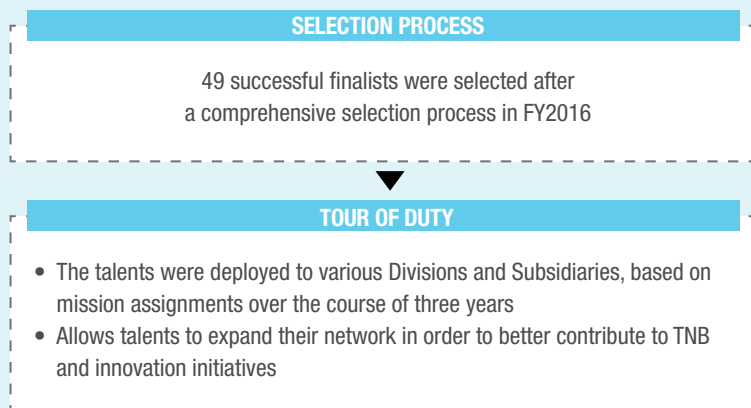 SELECTION PROCESS
49 successful finalists were selected after
a comprehensive selection process in FY2016
TOUR OF DUTY
• The talents were deployed to various Divisions and Subsidiaries, based on
mission assignments over the course of three years
• Allows talents to expand their network in order to better contribute to TNB
and innovation initiatives